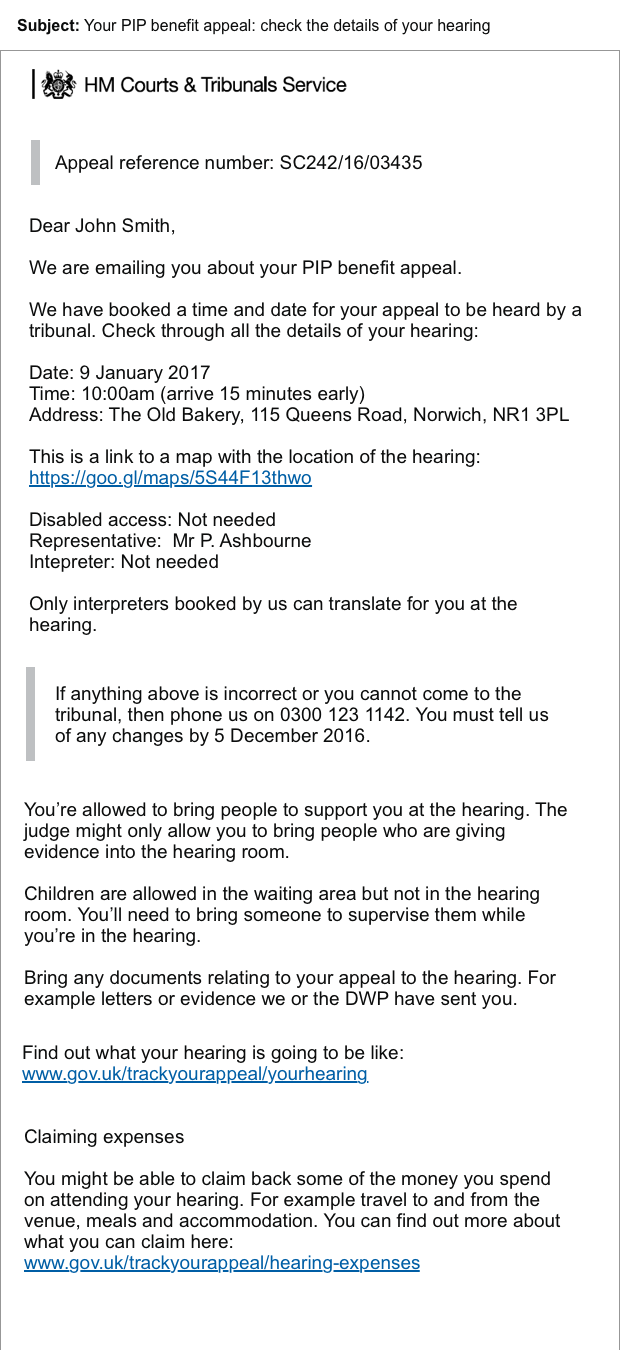 Subject: Your PIP benefit appeal: check the details of your hearing
HM Courts & Tribunals Service
Appeal reference number: SC242/16/03435
Dear John Smith,
We are emailing you about your PIP benefit appeal.
We have booked a time and date for your appeal to be heard by a
tribunal. Check through all the details of your hearing:
Date: 9 January 2017
Time: 10:00am (arrive 15 minutes early)
Address: The Old Bakery, 115 Queens Road, Norwich, NR1 3PL
This is a link to a map with the location of the hearing:
https://goo.gl/maps/5S44F13thwo
Disabled access: Not needed
Representative:  Mr P. Ashbourne
Intepreter: Not needed
Only interpreters booked by us can translate for you at the
hearing.
If anything above is incorrect or you cannot come to the
tribunal, then phone us on 0300 123 1142. You must tell us
of any changes by 5 December 2016.
You’re allowed to bring people to support you at the hearing. The
judge might only allow you to bring people who are giving
evidence into the hearing room.
Children are allowed in the waiting area but not in the hearing
room. You’ll need to bring someone to supervise them while
you’re in the hearing.
Bring any documents relating to your appeal to the hearing. For
example letters or evidence we or the DWP have sent you.
Find out what your hearing is going to be like:
www.gov.uk/trackyourappeal/yourhearing
Claiming expenses
You might be able to claim back some of the money you spend
on attending your hearing. For example travel to and from the
venue, meals and accommodation. You can find out more about
what you can claim here:
www.gov.uk/trackyourappeal/hearing-expenses